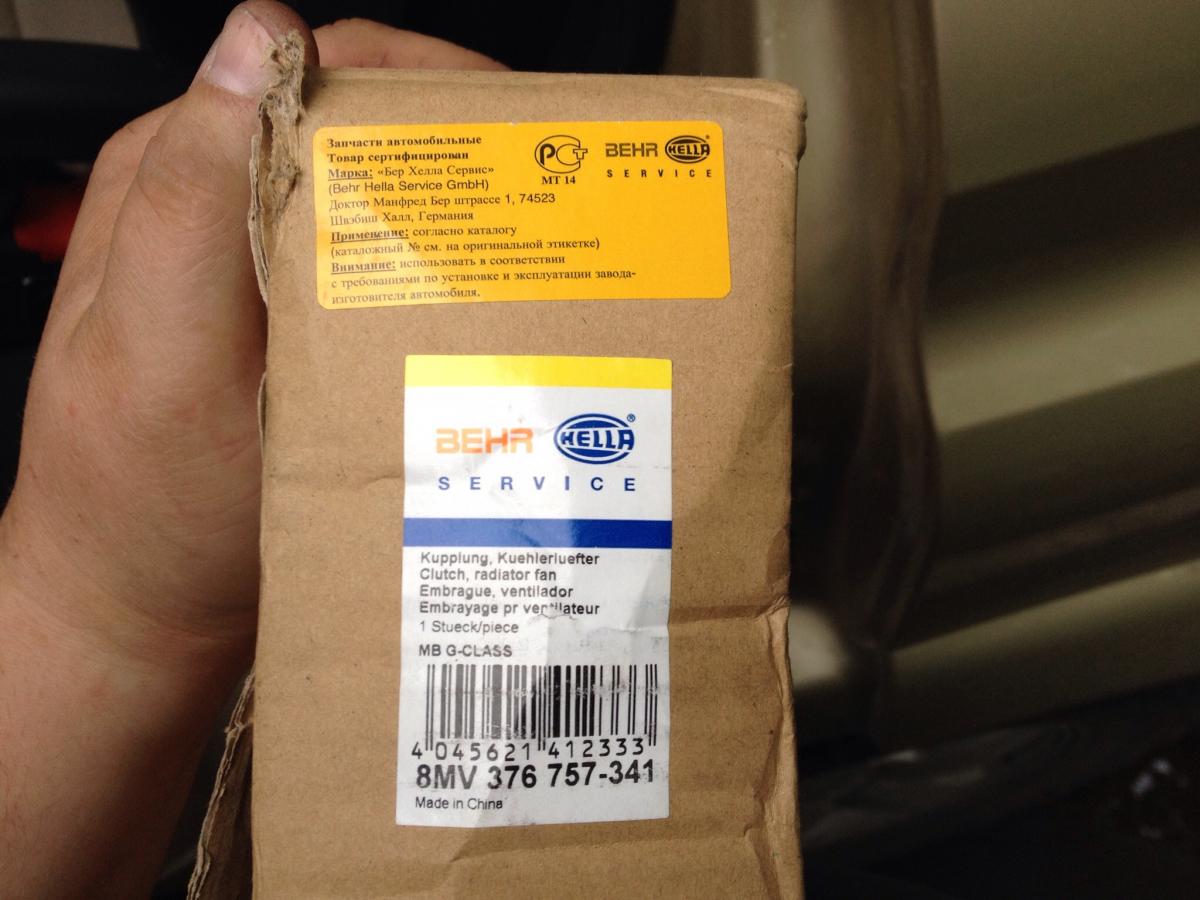 Запчасти автомобильные
Товар сертифицирован
Марка: «Бер Хелла Сервис»
(Behr Hella Service GmbH)
Доктор Манфред Бер штрассе 1, 74523
Швэбиш Халл, Германия
Применение: согласно каталогу
(каталожный № см. на оригинальной этикетке)
Внимание: использовать в соответствии
с требованиями по установке и эксплуатации завода-
изготовителя автомобиля.
РСТ
МТ 14
BEHR HELLA
SERVICE
BEHR HELLA®
SERVICE
Kupplung, Kuehlerluefter
Clutch, radiator fan
Embrague, ventilador
Embrayage pr ventilateur
1 Stueck/piece
MB G-CLASS
4 045621 412333
8MV 376 757-341
Made in China